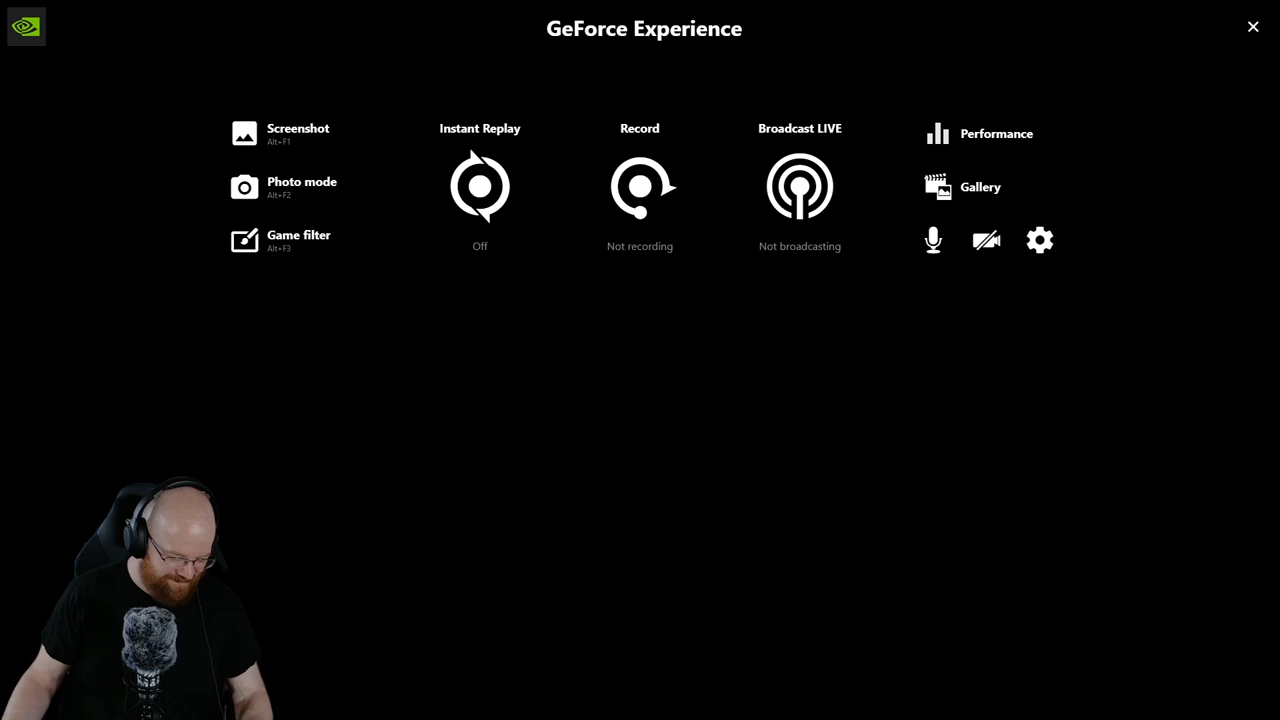 GeForce Experience
Screenshot
Alt+F1
Photo mode
Alt+F2
Game filter
Alt+F3
Instant Replay
Off
Record
Not recording
Broadcast LIVE
Not broadcasting
Performance
Gallery